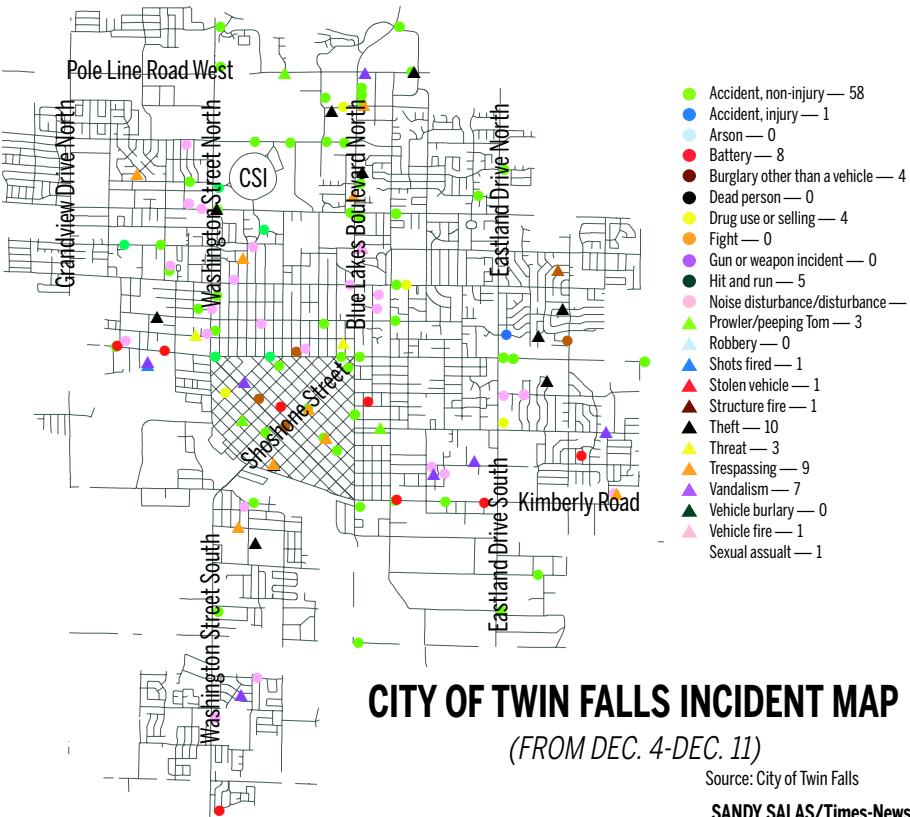 Pole Line Road West
Grandview Drive North
Washington Street North
CSI
Blue Lakes Boulevard North
Eastland Drive North
Shoshone Street
Kimberly Road
Eastland Drive South
Washington Street South
Accident, non-injury — 58
Accident, injury — 1
Arson — 0
Battery — 8
Burglary other than a vehicle — 4
Dead person — 0
Drug use or selling — 4
Fight — 0
Gun or weapon incident — 0
Hit and run — 5
Noise disturbance/disturbance —
Prowler/peeping Tom — 3
Robbery — 0
Shots fired — 1
Stolen vehicle — 1
Structure fire — 1
Theft — 10
Threat — 3
Trespassing — 9
Vandalism — 7
Vehicle burlary — 0
Vehicle fire — 1
Sexual assualt — 1
CITY OF TWIN FALLS INCIDENT MAP
(FROM DEC. 4-DEC. 11)
Source: City of Twin Falls
SANDY SALAS/Times-News